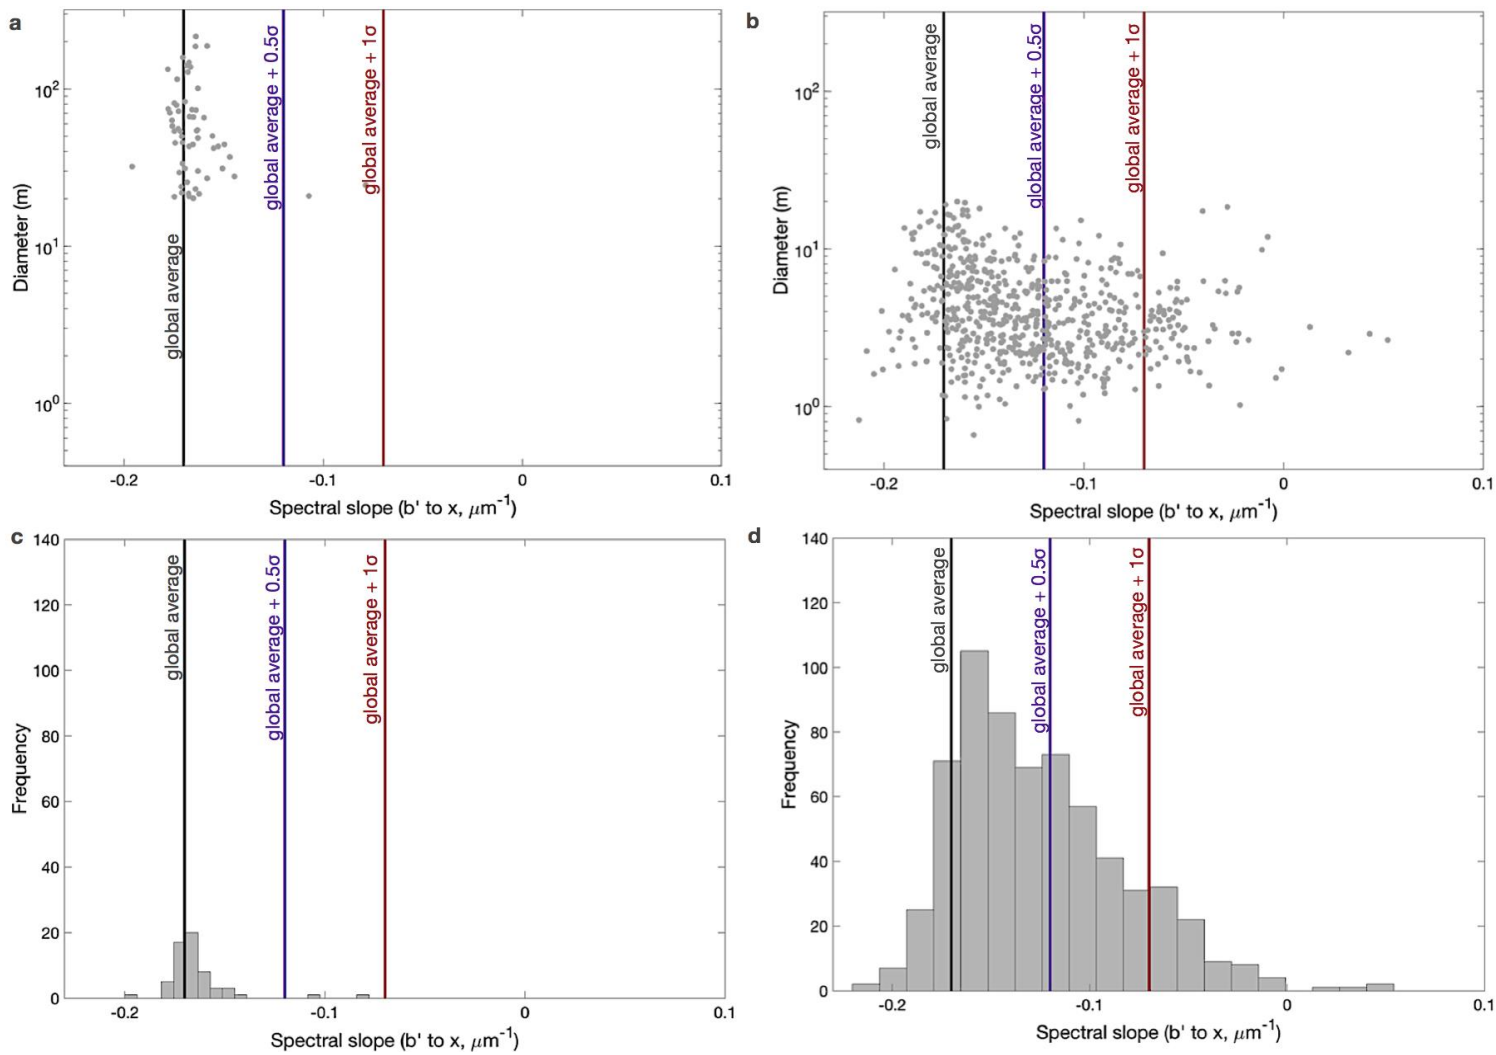 a
global average
global average + 0.5σ
global average + 1σ
10²
10¹
10⁰
Diameter (m)
-0.2
-0.1
0
0.1
Spectral slope (b' to x, μm⁻¹)
b
global average
global average + 0.5σ
global average + 1σ
10²
10¹
10⁰
Diameter (m)
-0.2
-0.1
0
0.1
Spectral slope (b' to x, μm⁻¹)
c
global average
global average + 0.5σ
global average + 1σ
140
120
100
80
60
40
20
0
Frequency
-0.2
-0.1
0
0.1
Spectral slope (b' to x, μm⁻¹)
d
global average
global average + 0.5σ
global average + 1σ
140
120
100
80
60
40
20
0
Frequency
-0.2
-0.1
0
0.1
Spectral slope (b' to x, μm⁻¹)